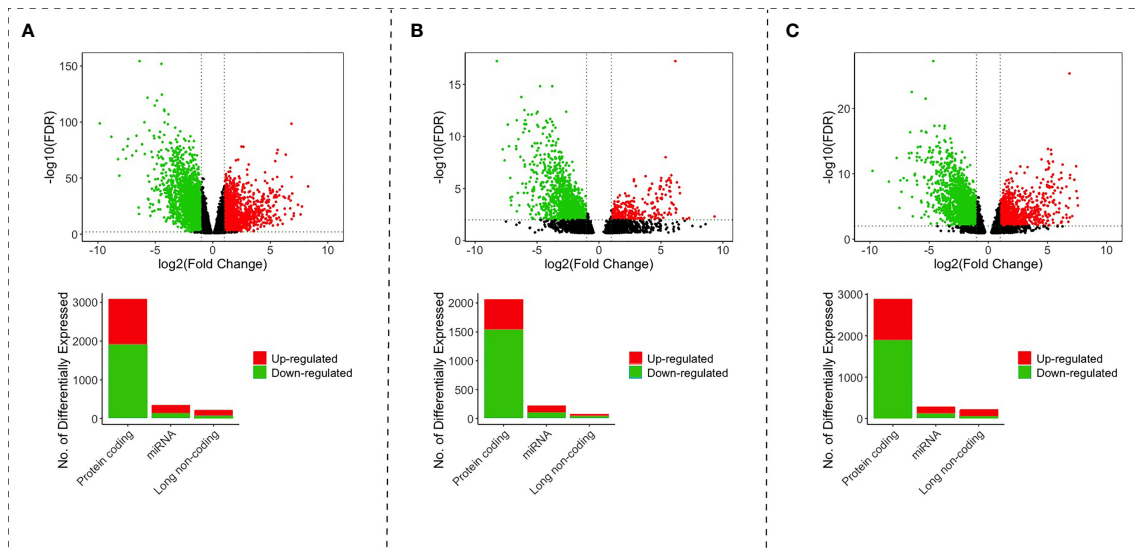 A
-log10(FDR)
150
100
50
0
-10
-5
0
5
10
log2(Fold Change)
No. of Differentially Expressed
3000
2000
1000
0
Protein coding
miRNA
Long non-coding
Up-regulated
Down-regulated
B
-log10(FDR)
15
10
5
0
-10
-5
0
5
10
log2(Fold Change)
No. of Differentially Expressed
2000
1500
1000
500
0
Protein coding
miRNA
Long non-coding
Up-regulated
Down-regulated
C
-log10(FDR)
20
10
0
-10
-5
0
5
10
log2(Fold Change)
No. of Differentially Expressed
3000
2000
1000
0
Protein coding
miRNA
Long non-coding
Up-regulated
Down-regulated